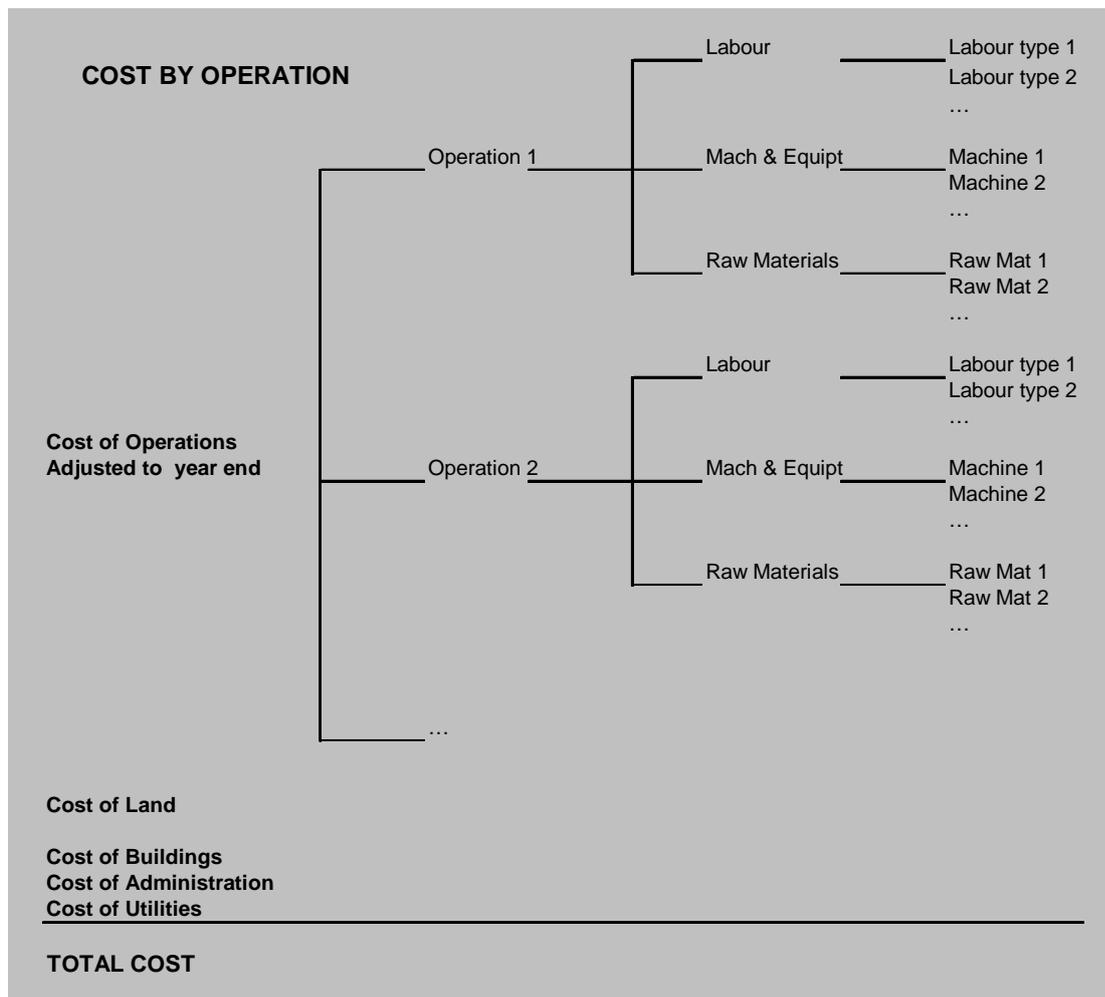 COST BY OPERATION
Labour
Labour type 1
Labour type 2
…
Operation 1
Mach & Equipt
Machine 1
Machine 2
…
Raw Materials
Raw Mat 1
Raw Mat 2
…
Labour
Labour type 1
Labour type 2
…
Cost of Operations
Adjusted to year end
Operation 2
Mach & Equipt
Machine 1
Machine 2
…
Raw Materials
Raw Mat 1
Raw Mat 2
…
…
Cost of Land
Cost of Buildings
Cost of Administration
Cost of Utilities
TOTAL COST